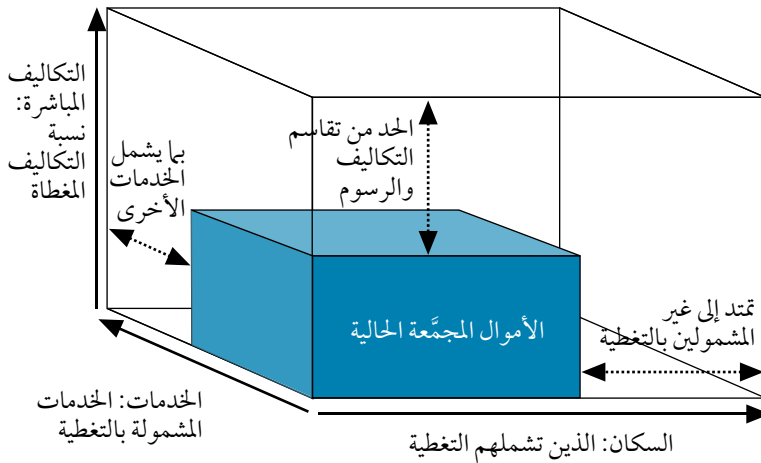 التكاليف
المباشرة:
نسبة
التكاليف
المغطاة
الحد من تقاسم
التكاليف
والرسوم
بما يشمل
الخدمات
الأخرى
تمتد إلى غير
المشمولين بالتغطية
الأموال المجمَّعة الحالية
الخدمات: الخدمات
المشمولة بالتغطية
السكان: الذين تشملهم التغطية